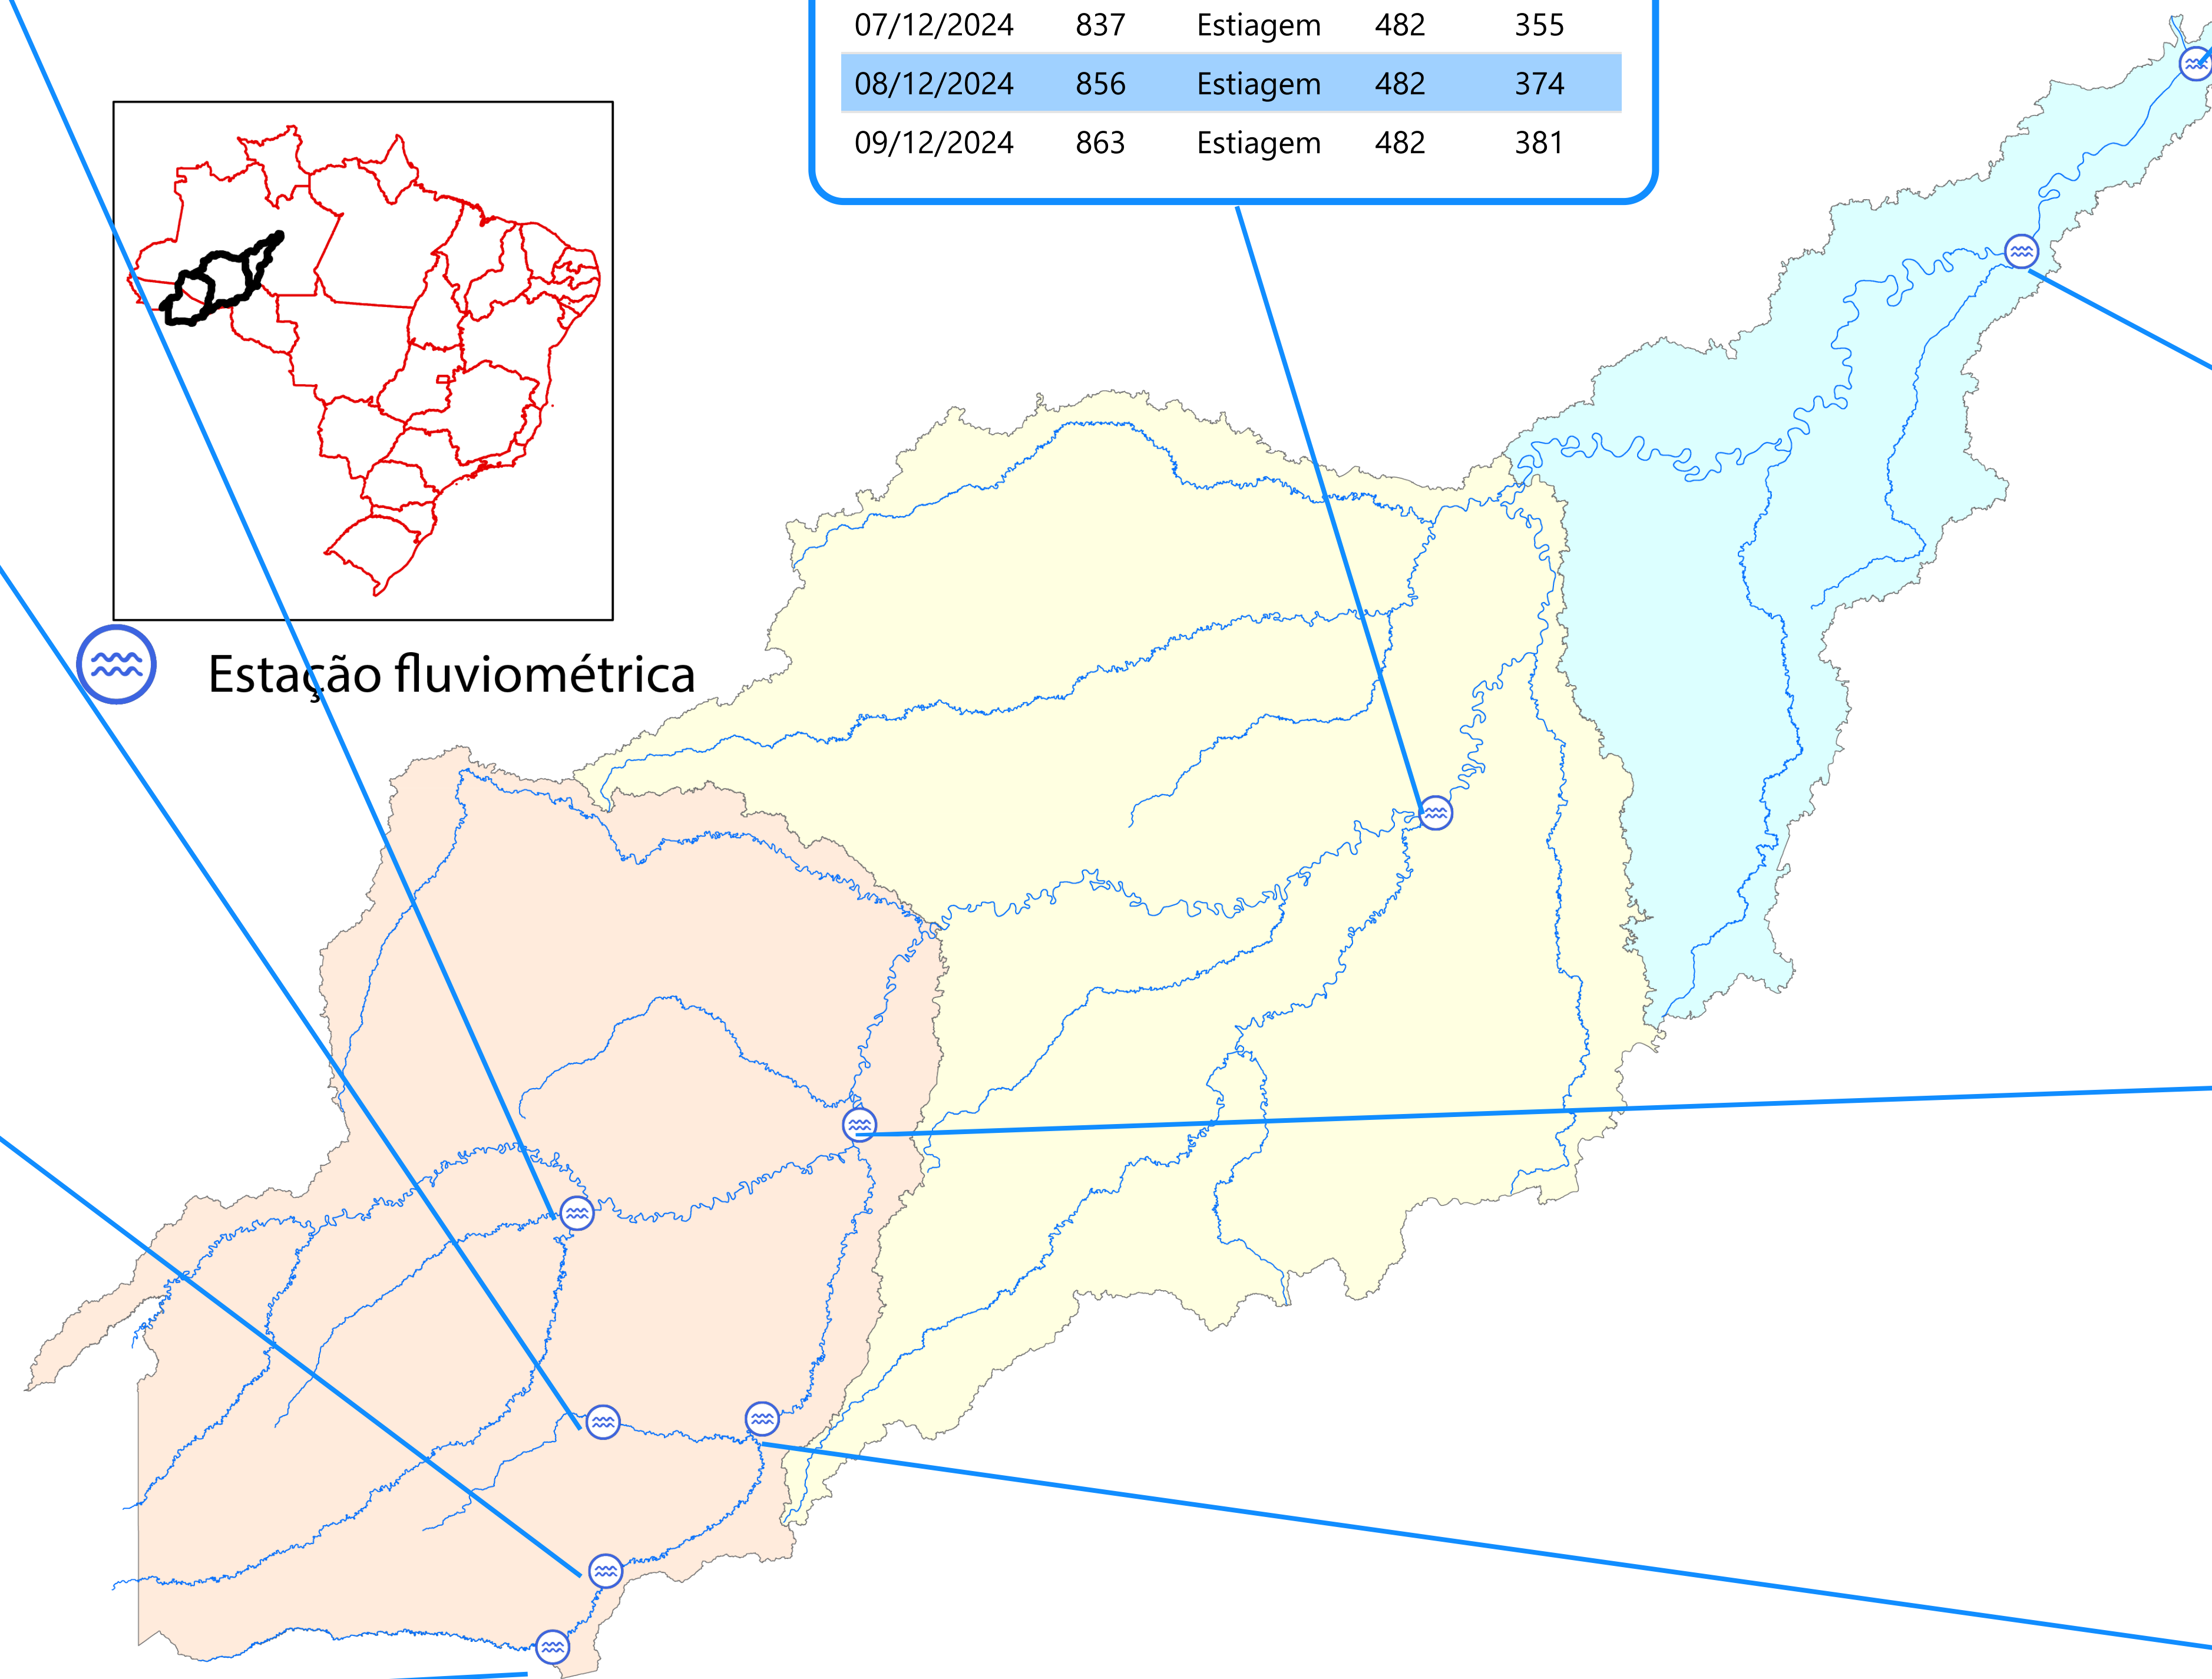 07/12/2024 837 Estiagem 482 355
08/12/2024 856 Estiagem 482 374
09/12/2024 863 Estiagem 482 381
Estação fluviométrica